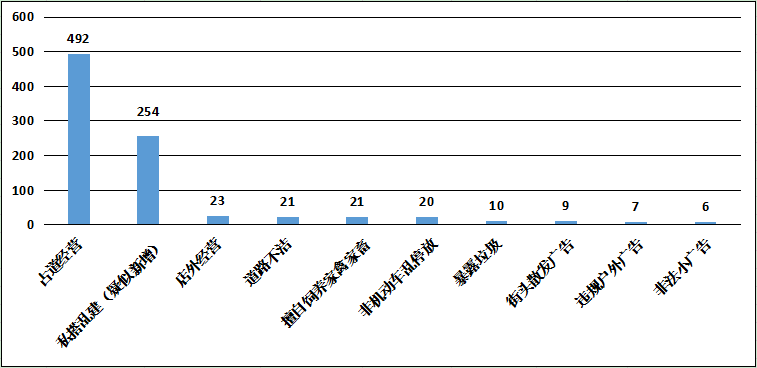 600
500
400
300
200
100
0
492
254
23
21
21
20
10
9
7
6
占道经营
私搭乱建（疑似新增）
店外经营
道路不洁
擅自饲养家禽家畜
非机动车乱停放
暴露垃圾
街头散发广告
违规户外广告
非法小广告